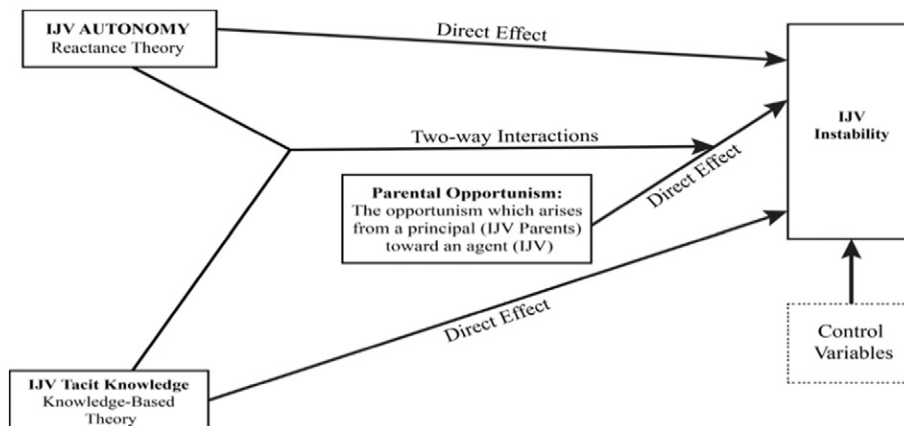 IJV AUTONOMY
Reactance Theory
Direct Effect
IJV
Instability
Two-way Interactions
Direct Effect
Parental Opportunism:
The opportunism which arises
from a principal (IJV Parents)
toward an agent (IJV)
Direct Effect
Control
Variables
IJV Tacit Knowledge
Knowledge-Based
Theory